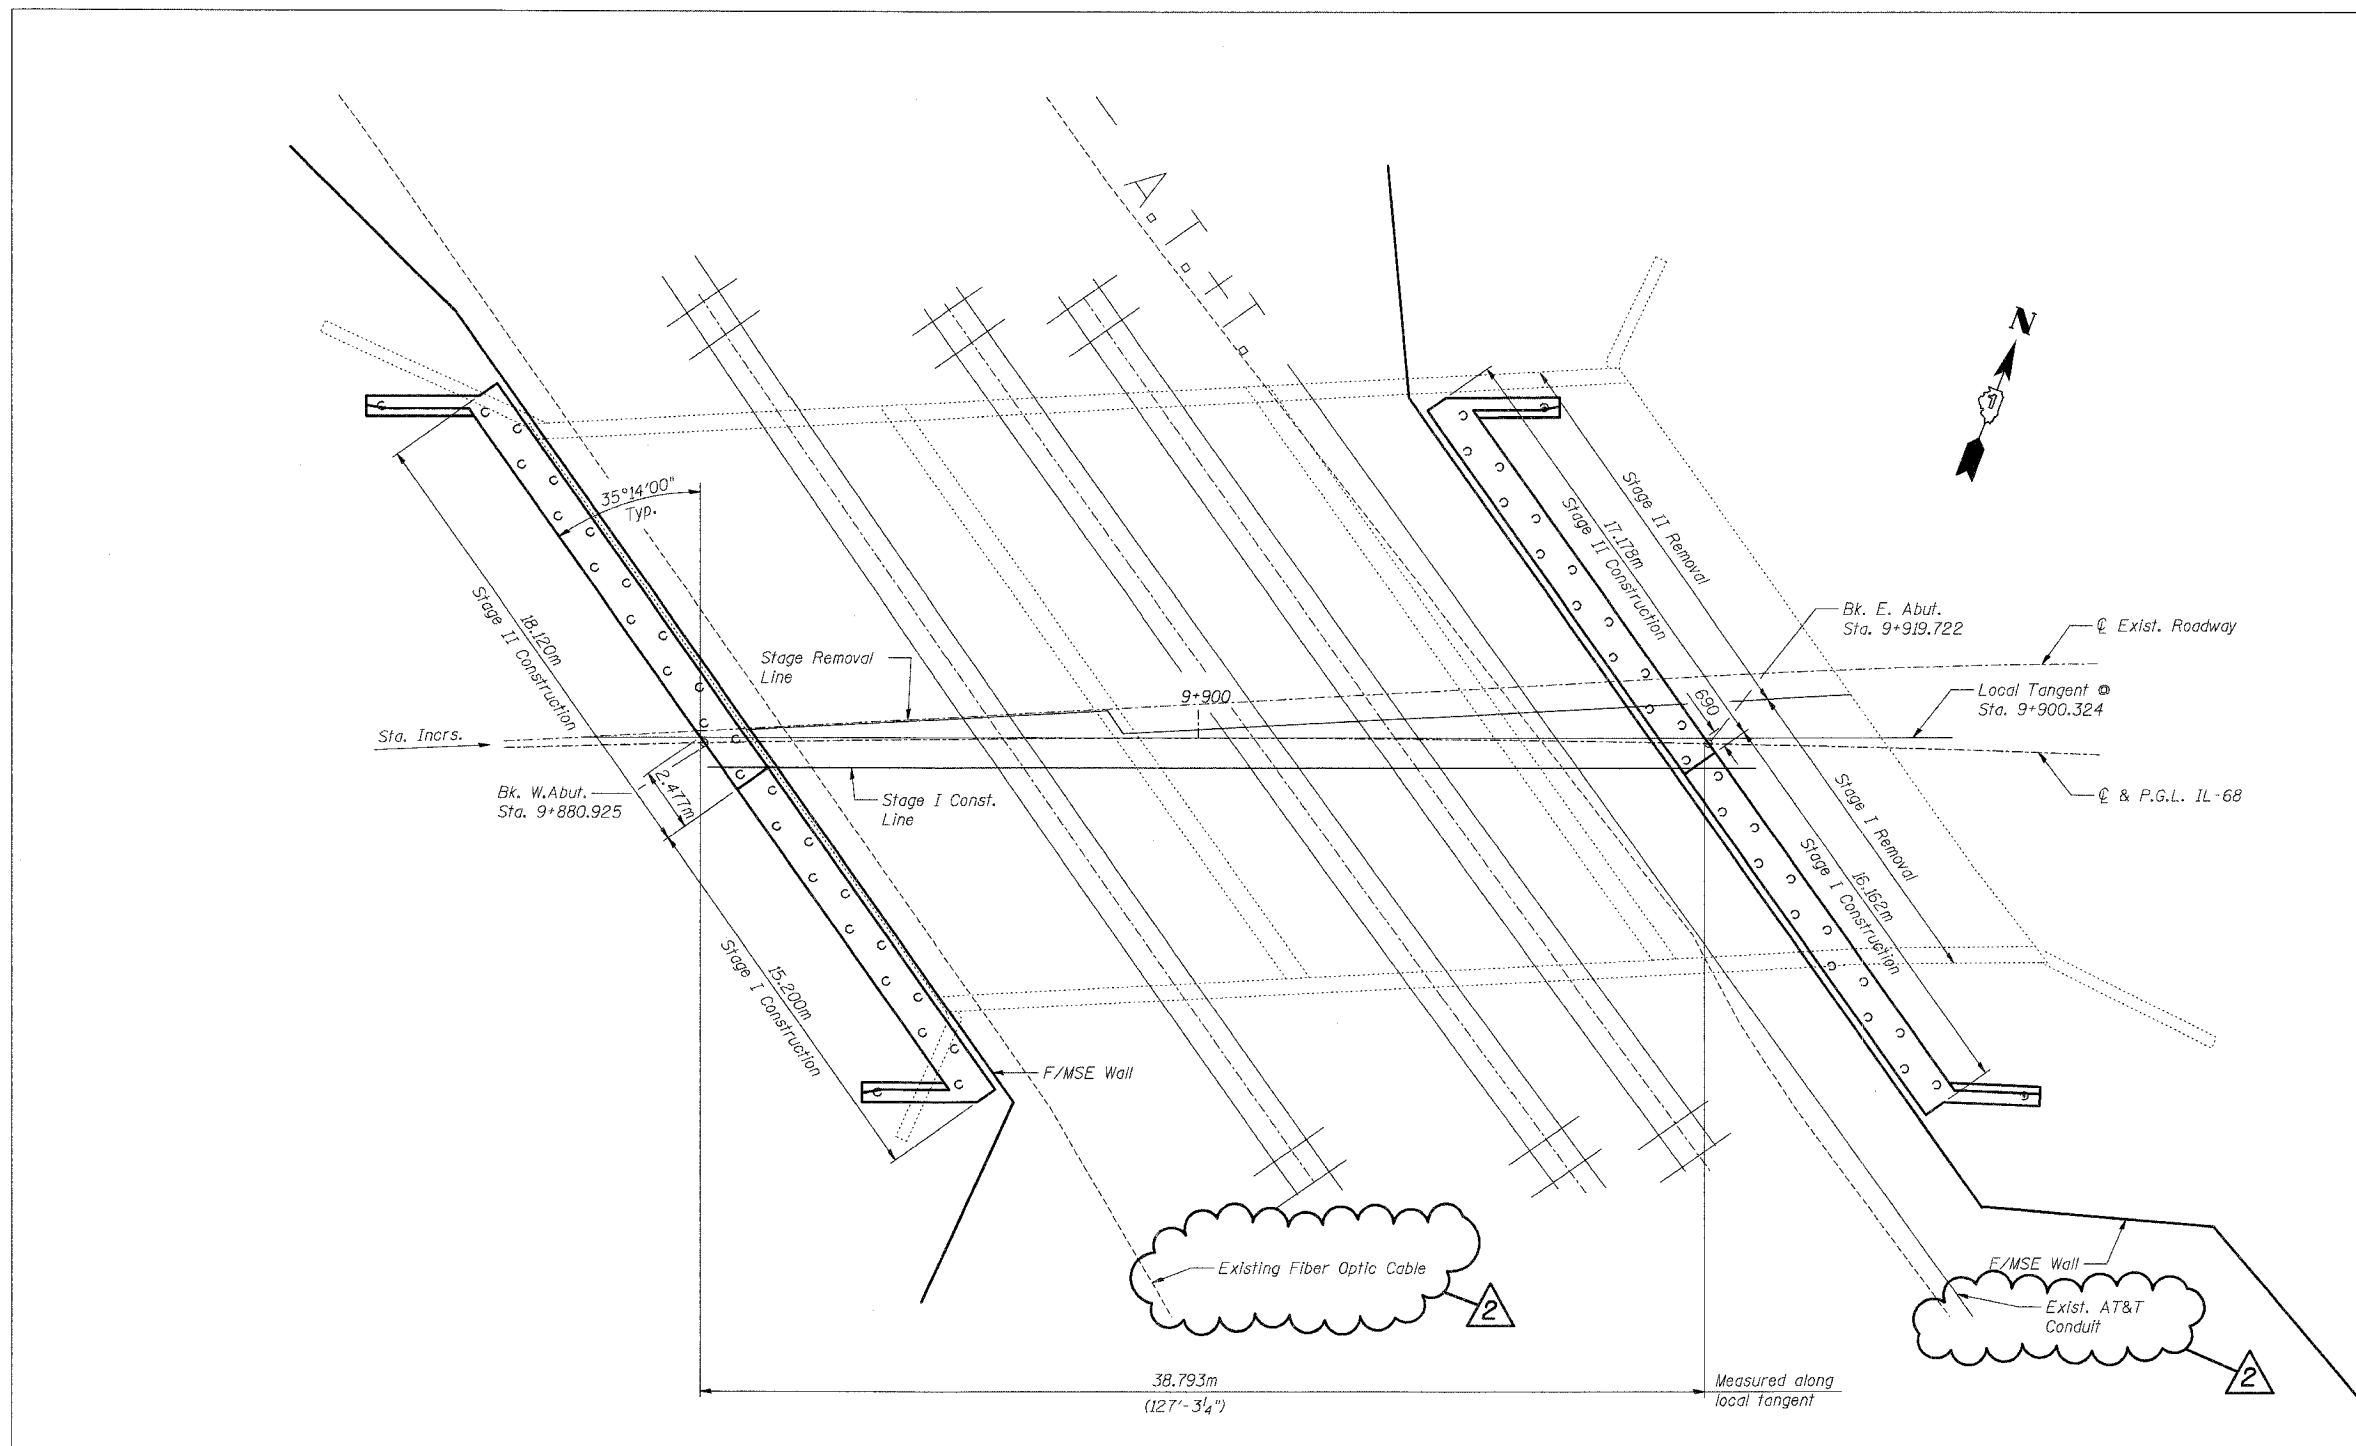 A.T.+T.
N
1
35°14'00"
Typ.
Stage II Removal
17.178m
Stage II Construction
Bk. E. Abut.
Sta. 9+919.722
℄ Exist. Roadway
18.120m
Stage II Construction
Stage Removal
Line
9+900
690
Local Tangent @
Sta. 9+900.324
Sta. Incrs.
2.477m
Bk. W.Abut.
Sta. 9+880.925
Stage I Const.
Line
℄ & P.G.L. IL-68
Stage I Removal
16.162m
Stage I Construction
15.200m
Stage I Construction
F/MSE Wall
Existing Fiber Optic Cable
2
F/MSE Wall
Exist. AT&T
Conduit
2
38.793m
(127'-3¼")
Measured along
local tangent